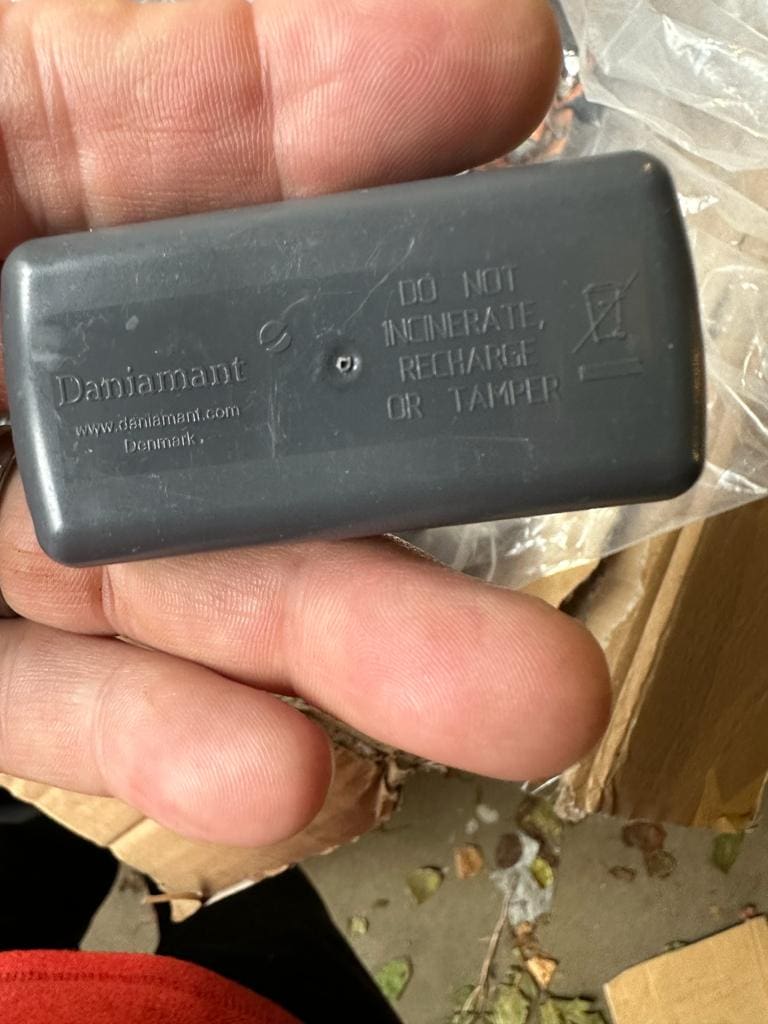 Daniamant
www.daniamant.com
Denmark
DO NOT
INCINERATE,
RECHARGE
OR TAMPER